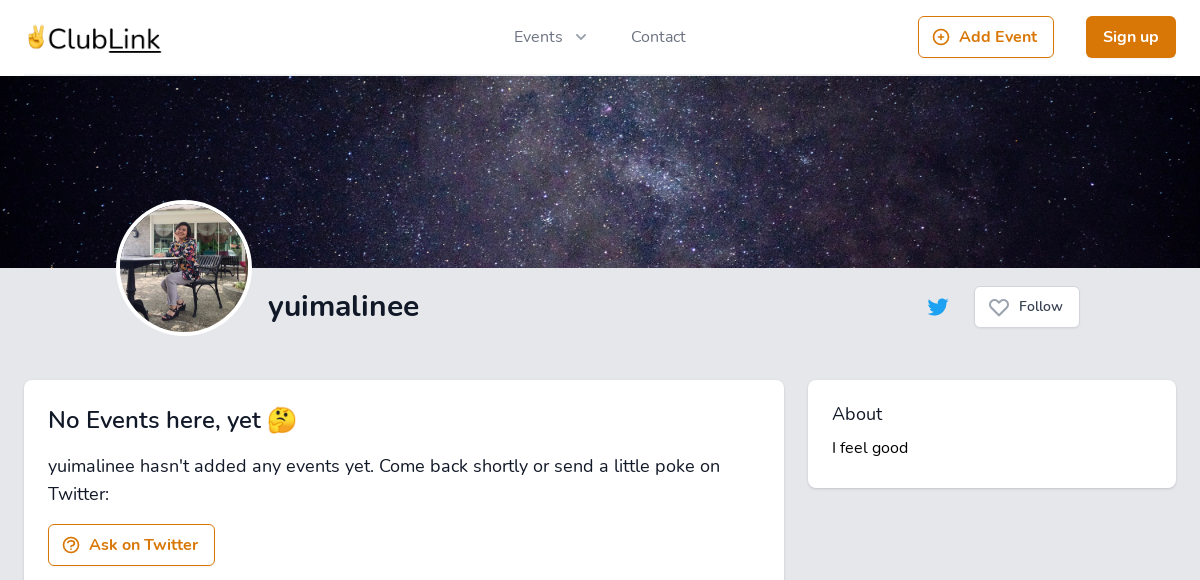 ✌️ClubLink
Events
Contact
Add Event
Sign up
yuimalinee
Follow
No Events here, yet 🤔
yuimalinee hasn't added any events yet. Come back shortly or send a little poke on
Twitter:
Ask on Twitter
About
I feel good